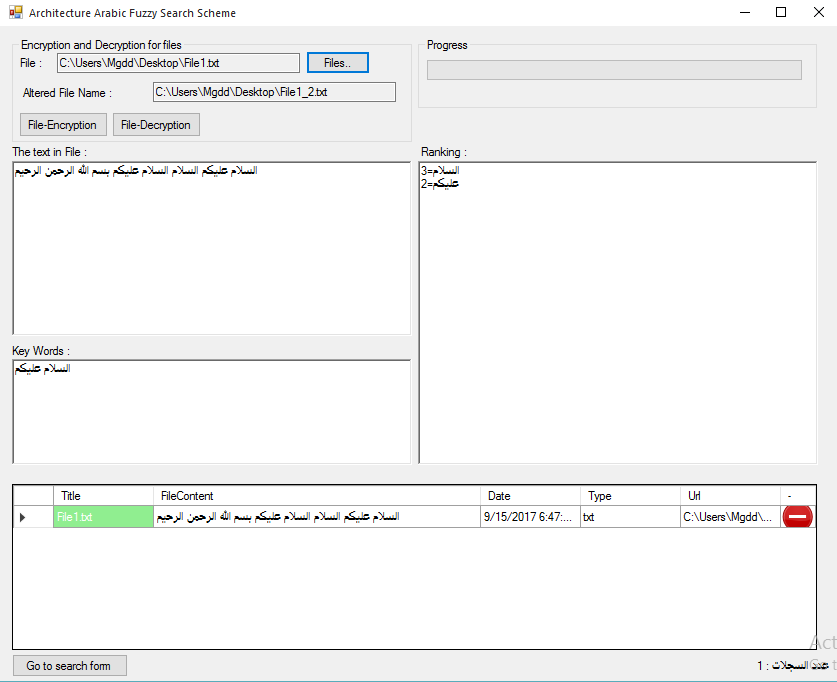 Architecture Arabic Fuzzy Search Scheme
Encryption and Decryption for files
File : C:\Users\Mgdd\Desktop\File1.txt Files..
Altered File Name : C:\Users\Mgdd\Desktop\File1_2.txt
File-Encryption File-Decryption
Progress
The text in File :
السلام عليكم السلام السلام عليكم بسم الله الرحمن الرحيم
Key Words :
السلام عليكم
Ranking :
السلام=3
عليكم=2
Title FileContent Date Type Url -
File1.txt السلام عليكم السلام السلام عليكم بسم الله الرحمن الرحيم 9/15/2017 6:47:... txt C:\Users\Mgdd\...
Go to search form
عدد السجلات : 1
Act